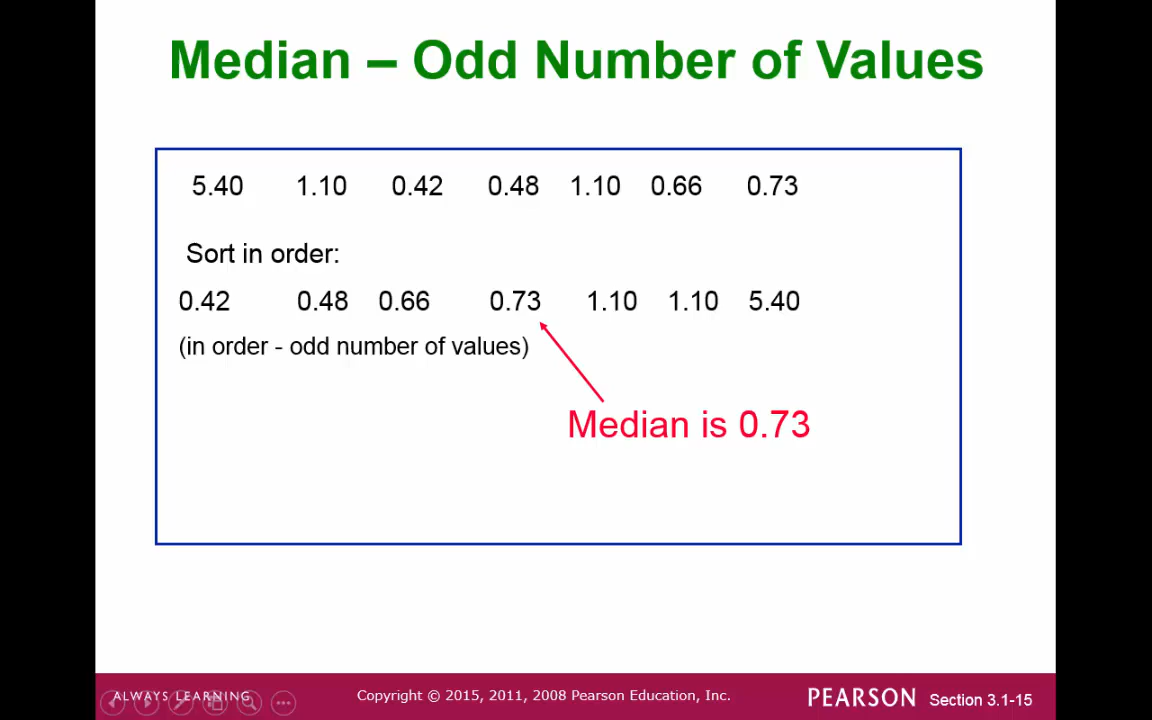 Median – Odd Number of Values
5.40 1.10 0.42 0.48 1.10 0.66 0.73
Sort in order:
0.42 0.48 0.66 0.73 1.10 1.10 5.40
(in order - odd number of values)
Median is 0.73
ALWAYS LEARNING
Copyright © 2015, 2011, 2008 Pearson Education, Inc.
PEARSON
Section 3.1-15